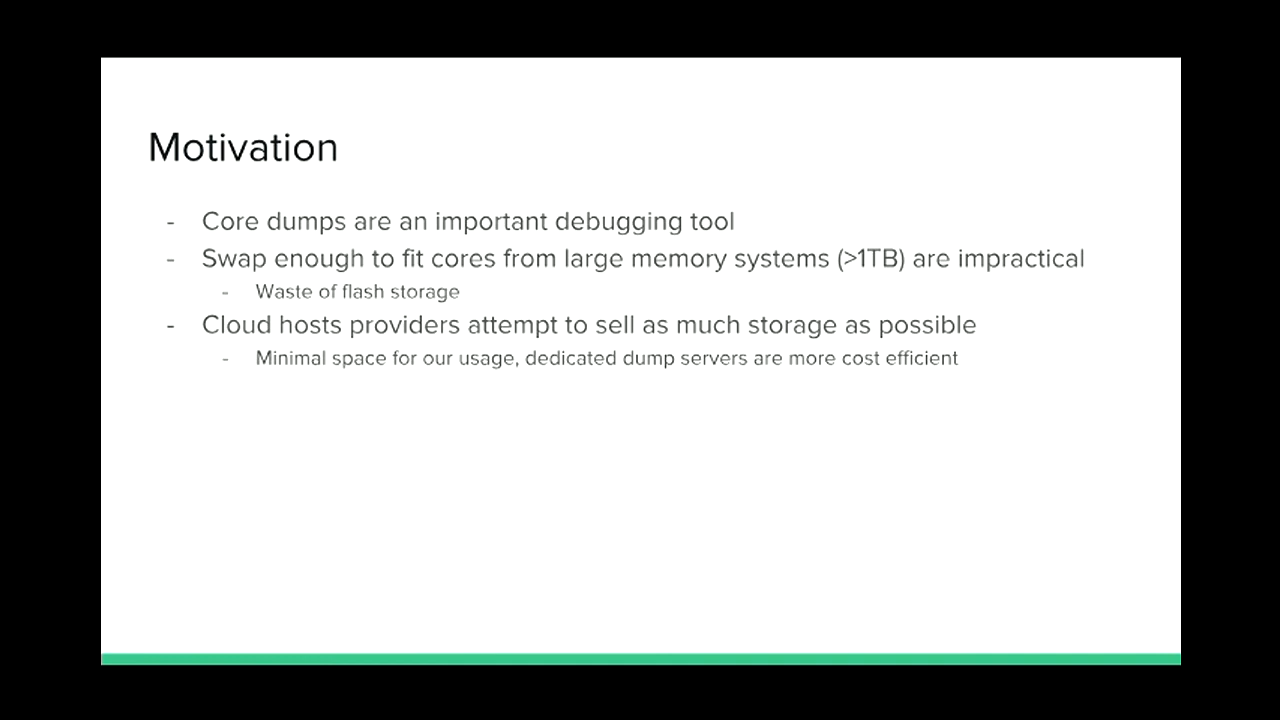 Motivation
- Core dumps are an important debugging tool
- Swap enough to fit cores from large memory systems (>1TB) are impractical
- Waste of flash storage
- Cloud hosts providers attempt to sell as much storage as possible
- Minimal space for our usage, dedicated dump servers are more cost efficient